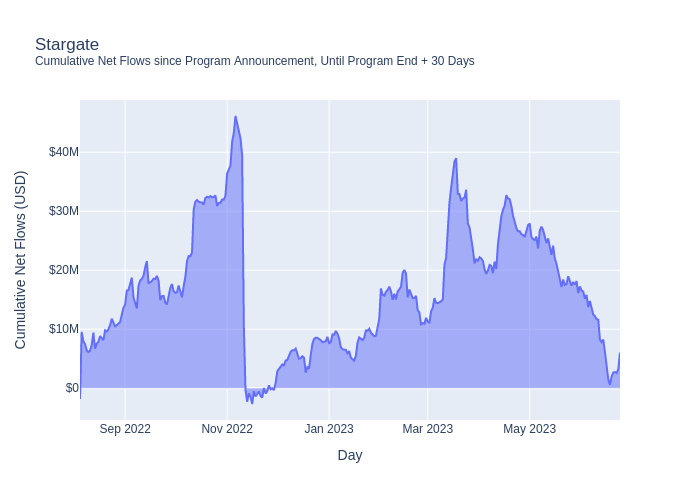 Stargate
Cumulative Net Flows since Program Announcement, Until Program End + 30 Days
Cumulative Net Flows (USD)
$40M
$30M
$20M
$10M
$0
Sep 2022
Nov 2022
Jan 2023
Mar 2023
May 2023
Day